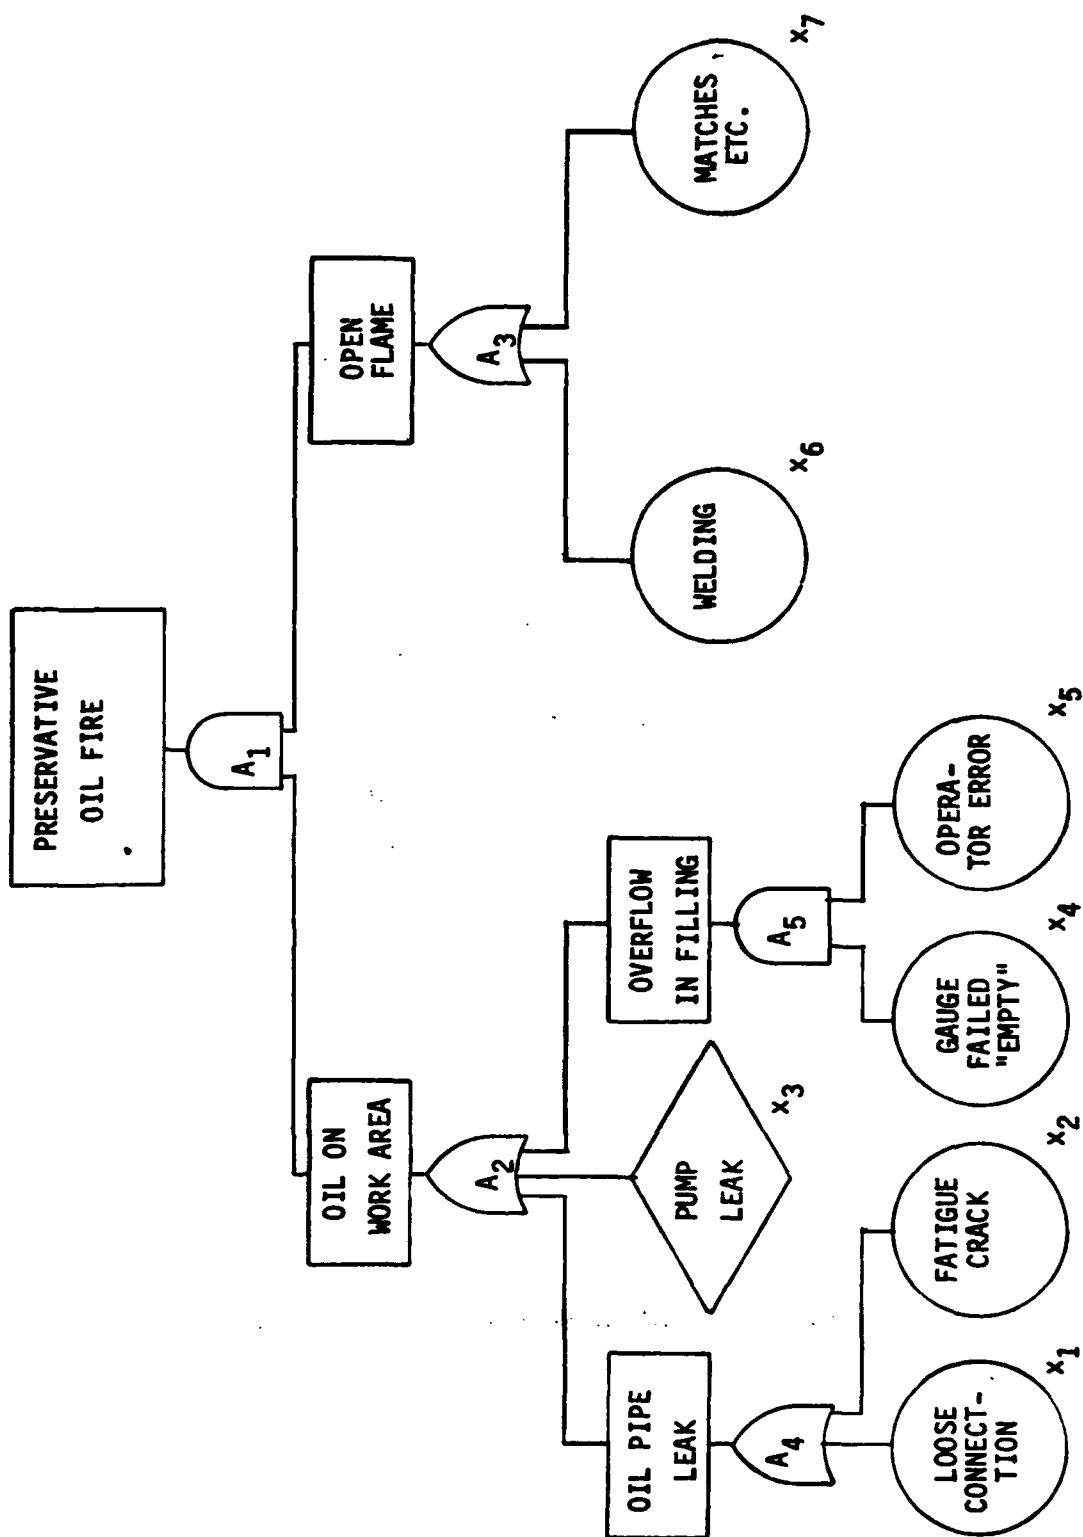 PRESERVATIVE
OIL FIRE
A1
OIL ON
WORK AREA
A2
OPEN
FLAME
A3
OIL PIPE
LEAK
A4
PUMP
LEAK
X3
OVERFLOW
IN FILLING
A5
WELDING
X6
MATCHES,
ETC.
X7
LOOSE
CONNECT-
TION
X1
FATIGUE
CRACK
X2
GAUGE
FAILED
"EMPTY"
X4
OPERA-
TOR ERROR
X5